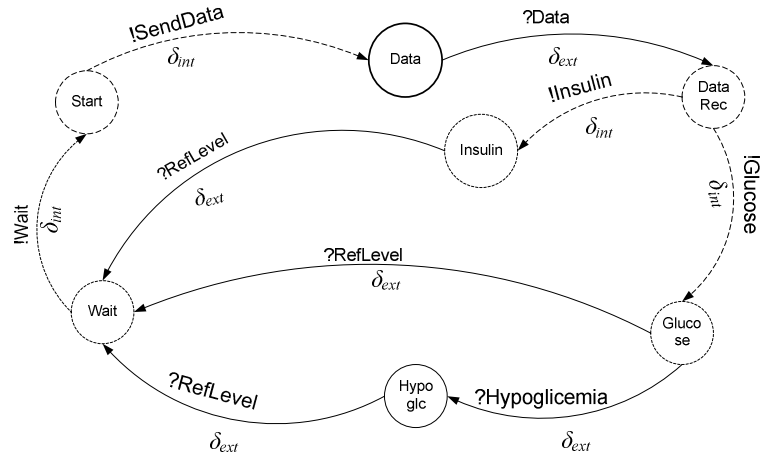 !SendData
δint
?Data
δext
Data
Start
Data
Rec
!Insulin
δint
Insulin
?RefLevel
δext
!Glucose
δint
!Wait
δint
?RefLevel
δext
Wait
Gluco
se
Hypo
glc
?RefLevel
δext
?Hypoglicemia
δext